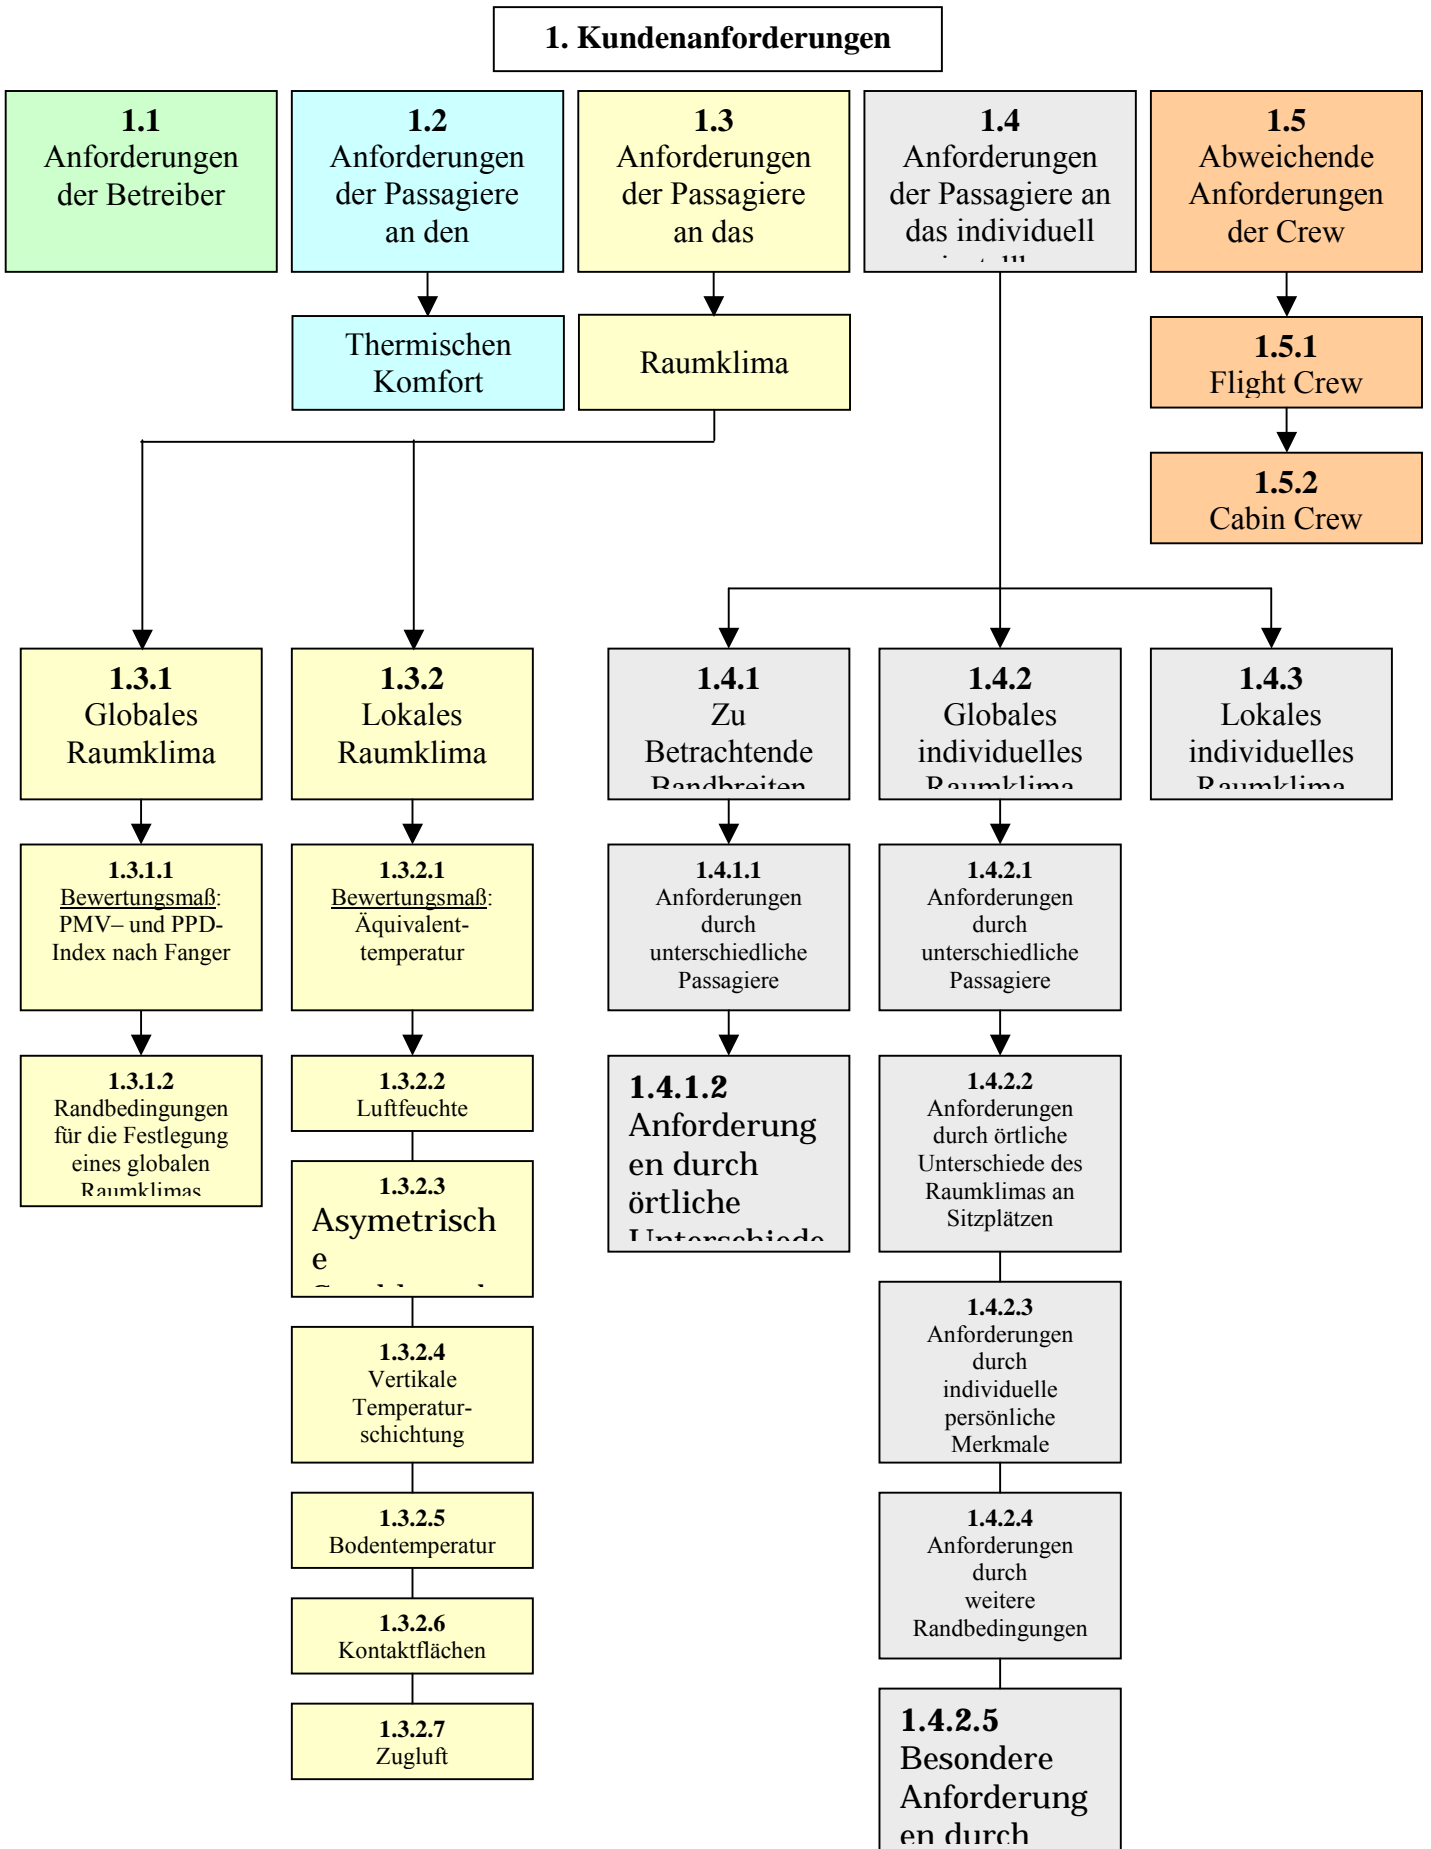 1. Kundenanforderungen
1.1
Anforderungen
der Betreiber
1.2
Anforderungen
der Passagiere
an den
1.3
Anforderungen
der Passagiere
an das
1.4
Anforderungen
der Passagiere an
das individuell
1.5
Abweichende
Anforderungen
der Crew
Thermischen
Komfort
Raumklima
1.5.1
Flight Crew
1.5.2
Cabin Crew
1.3.1
Globales
Raumklima
1.3.2
Lokales
Raumklima
1.4.1
Zu
Betrachtende
Bandbreiten
1.4.2
Globales
individuelles
Raumklima
1.4.3
Lokales
individuelles
Raumklima
1.3.1.1
Bewertungsmaß:
PMV– und PPD-
Index nach Fanger
1.3.2.1
Bewertungsmaß:
Äquivalent-
temperatur
1.4.1.1
Anforderungen
durch
unterschiedliche
Passagiere
1.4.2.1
Anforderungen
durch
unterschiedliche
Passagiere
1.3.1.2
Randbedingungen
für die Festlegung
eines globalen
Raumklimas
1.3.2.2
Luftfeuchte
1.3.2.3
Asymetrisch
e
1.3.2.4
Vertikale
Temperatur-
schichtung
1.3.2.5
Bodentemperatur
1.3.2.6
Kontaktflächen
1.3.2.7
Zugluft
1.4.1.2
Anforderung
en durch
örtliche
Unterschiede
1.4.2.2
Anforderungen
durch örtliche
Unterschiede des
Raumklimas an
Sitzplätzen
1.4.2.3
Anforderungen
durch
individuelle
persönliche
Merkmale
1.4.2.4
Anforderungen
durch
weitere
Randbedingungen
1.4.2.5
Besondere
Anforderung
en durch